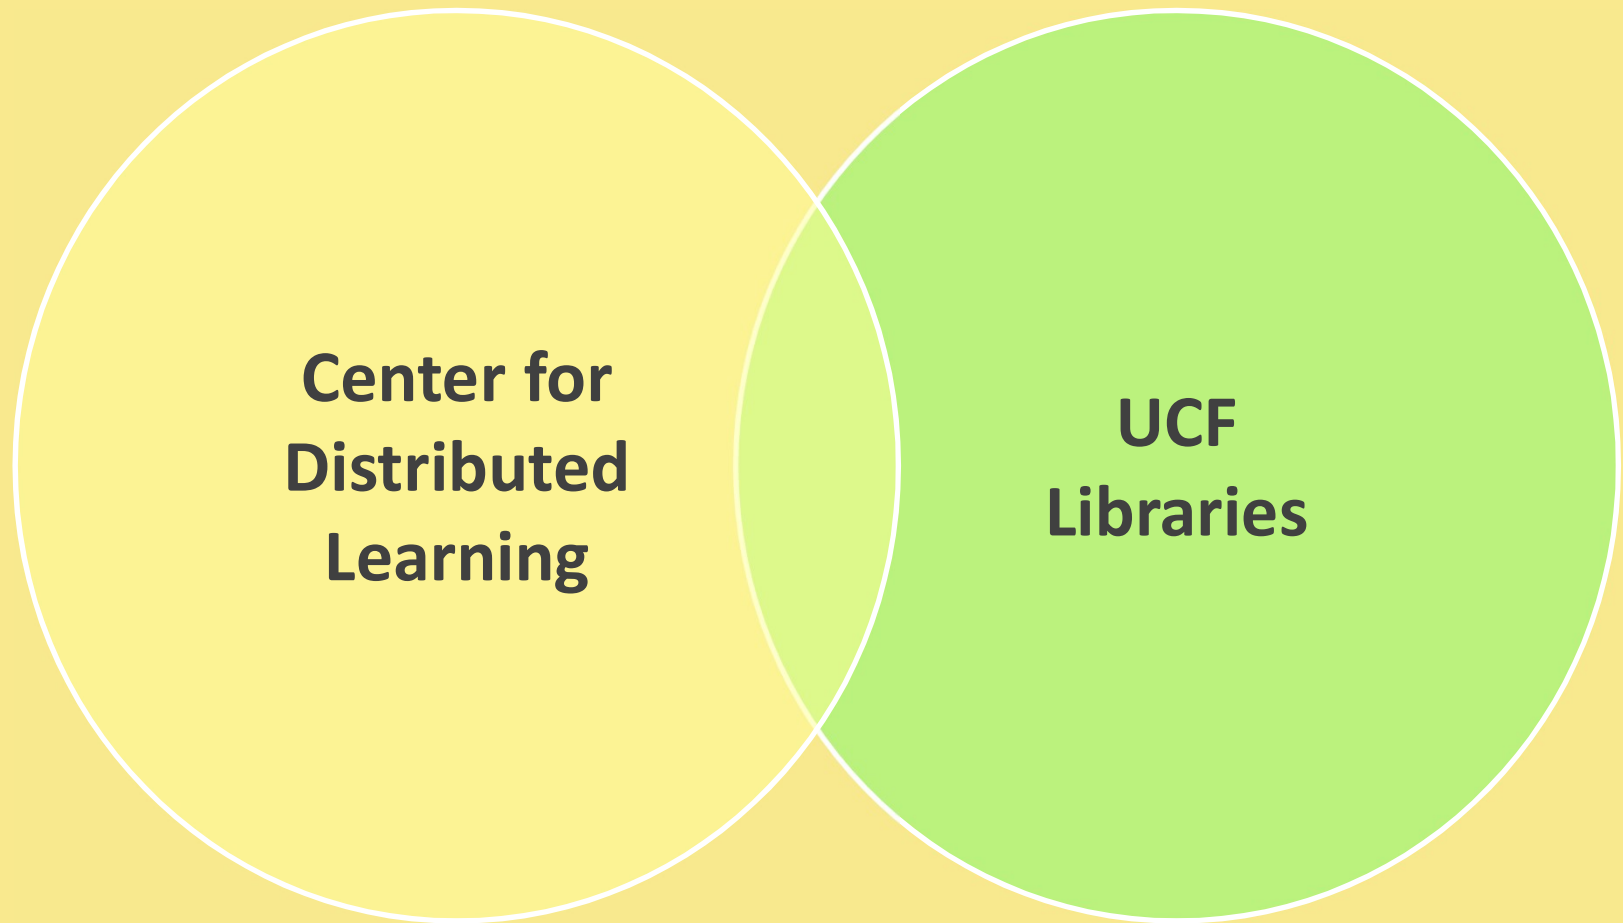 Center for
Distributed
Learning
UCF
Libraries